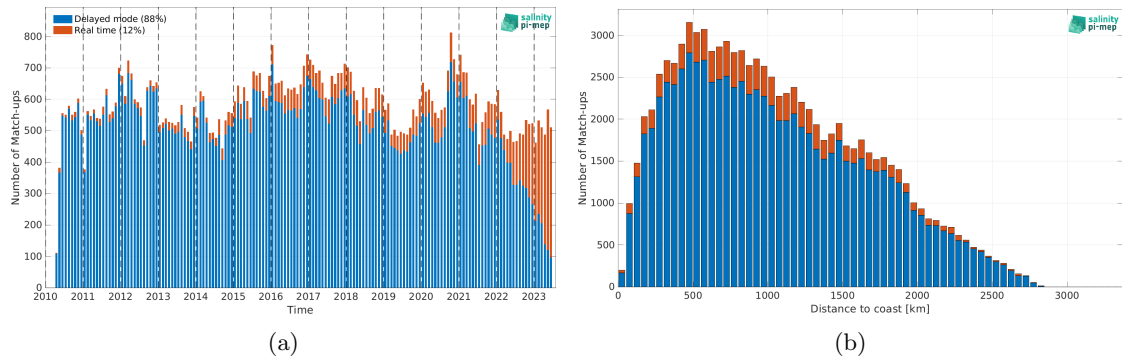 Delayed mode (88%)
Real time (12%)
salinity
pi-mep
Number of Match-ups
800
700
600
500
400
300
200
100
0
2010 2011 2012 2013 2014 2015 2016 2017 2018 2019 2020 2021 2022 2023
Time
(a)
salinity
pi-mep
Number of Match-ups
3000
2500
2000
1500
1000
500
0
0 500 1000 1500 2000 2500 3000
Distance to coast [km]
(b)